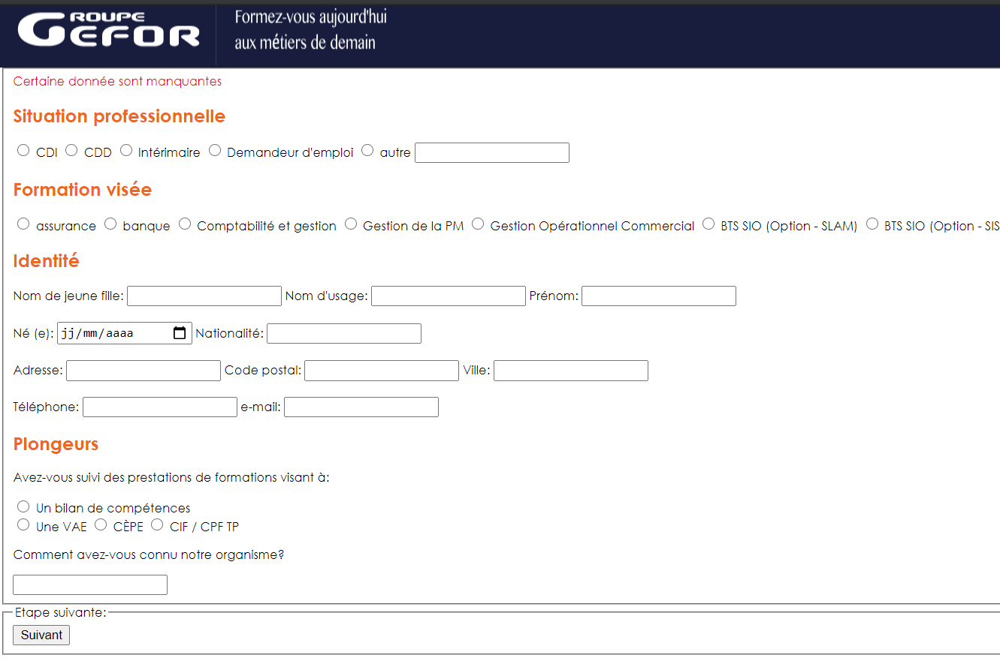 GROUPE GEFOR
Formez-vous aujourd'hui
aux métiers de demain
Certaine donnée sont manquantes
Situation professionnelle
CDI CDD Intérimaire Demandeur d'emploi autre
Formation visée
assurance banque Comptabilité et gestion Gestion de la PM Gestion Opérationnel Commercial BTS SIO (Option - SLAM) BTS SIO (Option - SIS
Identité
Nom de jeune fille: Nom d'usage: Prénom:
Né (e): jj/mm/aaaa Nationalité:
Adresse: Code postal: Ville:
Téléphone: e-mail:
Plongeurs
Avez-vous suivi des prestations de formations visant à:
Un bilan de compétences
Une VAE CÈPE CIF / CPF TP
Comment avez-vous connu notre organisme?
Etape suivante:
Suivant